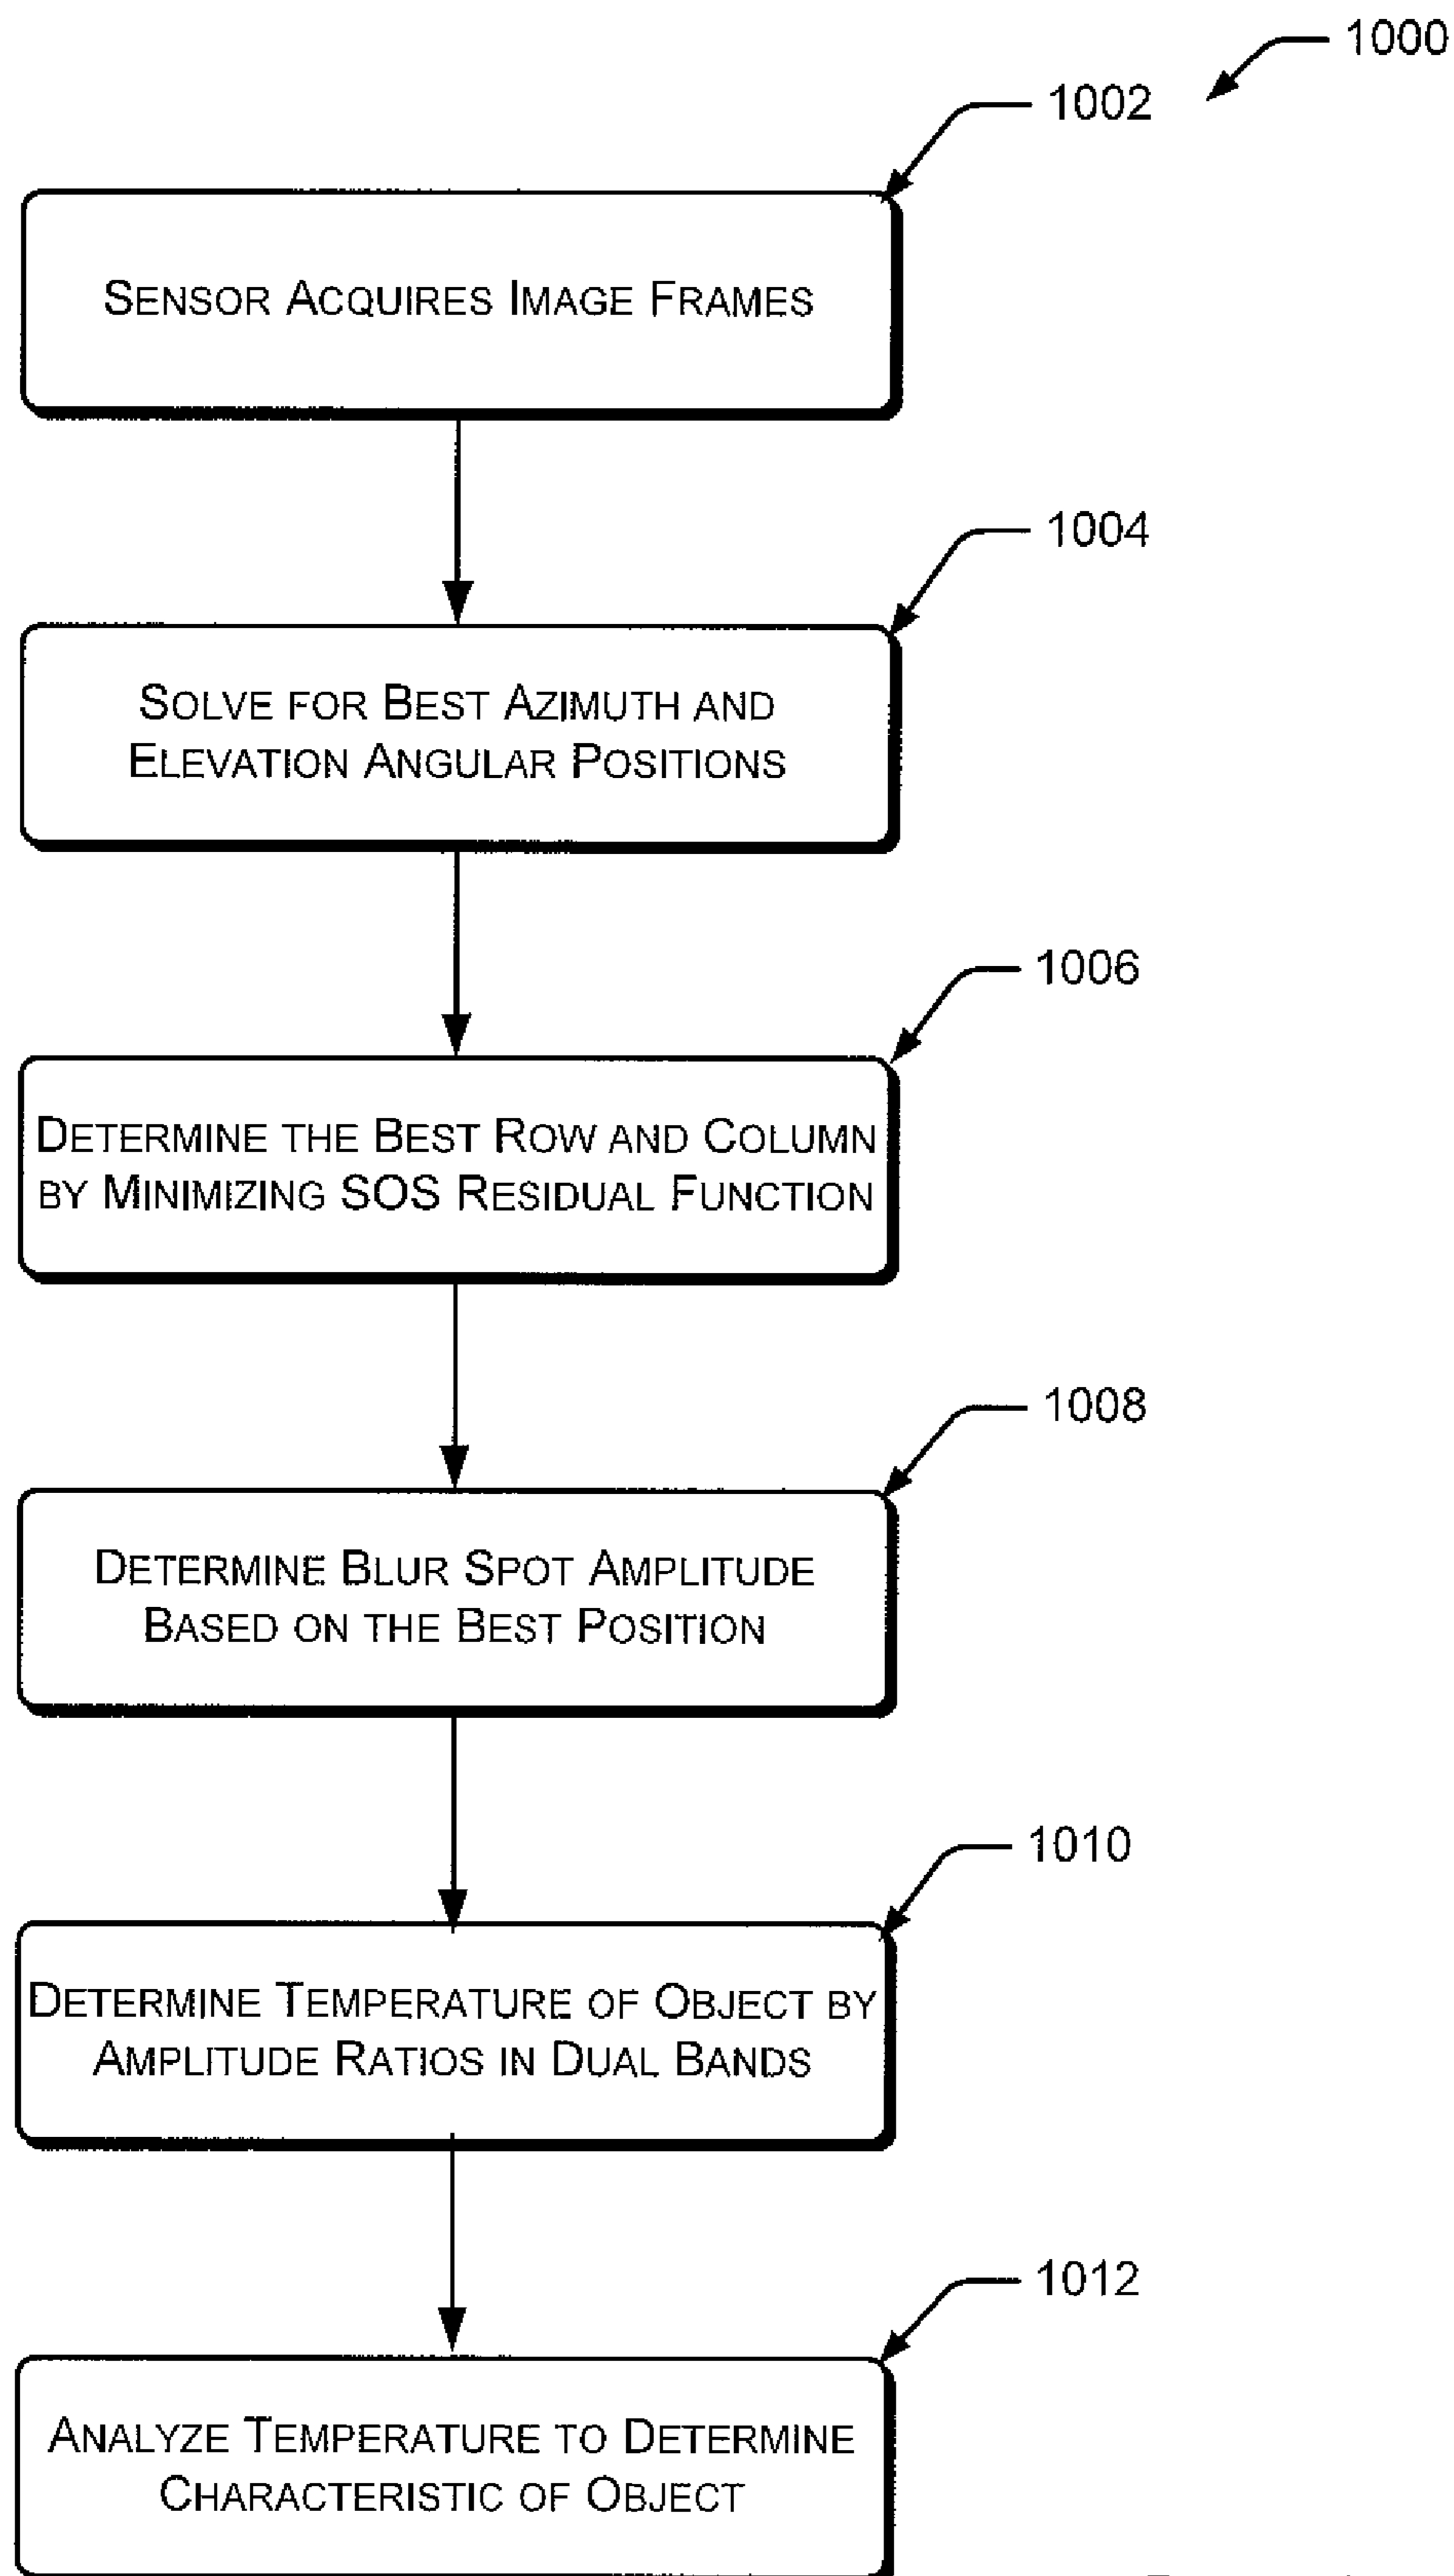 1000
1002
SENSOR ACQUIRES IMAGE FRAMES
1004
SOLVE FOR BEST AZIMUTH AND
ELEVATION ANGULAR POSITIONS
1006
DETERMINE THE BEST ROW AND COLUMN
BY MINIMIZING SOS RESIDUAL FUNCTION
1008
DETERMINE BLUR SPOT AMPLITUDE
BASED ON THE BEST POSITION
1010
DETERMINE TEMPERATURE OF OBJECT BY
AMPLITUDE RATIOS IN DUAL BANDS
1012
ANALYZE TEMPERATURE TO DETERMINE
CHARACTERISTIC OF OBJECT